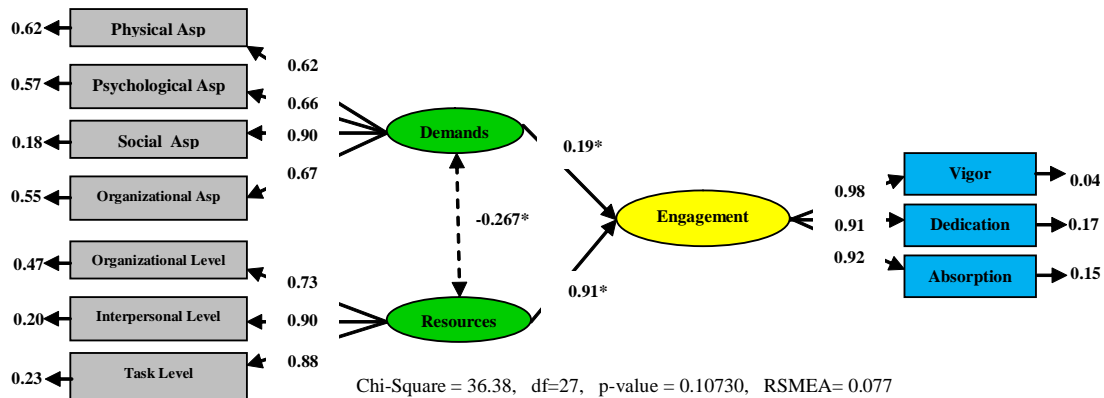 Physical Asp
0.62
0.62
Psychological Asp
0.57
0.66
Social Asp
0.18
0.90
Organizational Asp
0.55
0.67
Organizational Level
0.47
0.73
Interpersonal Level
0.20
0.90
Task Level
0.23
0.88
Demands
-0.267*
Resources
0.19*
0.91*
Engagement
0.98
Vigor
0.04
0.91
Dedication
0.17
0.92
Absorption
0.15
Chi-Square = 36.38, df=27, p-value = 0.10730, RSMEA= 0.077